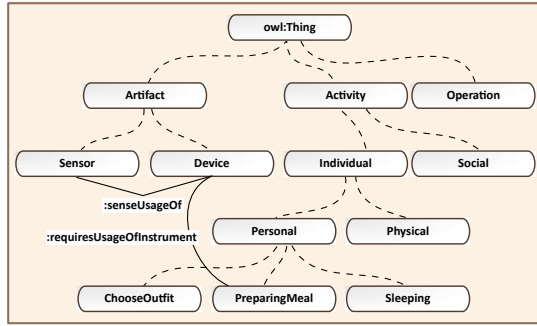 owl:Thing
Artifact
Activity
Operation
Sensor
Device
Individual
Social
:senseUsageOf
:requiresUsageOfInstrument
Personal
Physical
ChooseOutfit
PreparingMeal
Sleeping